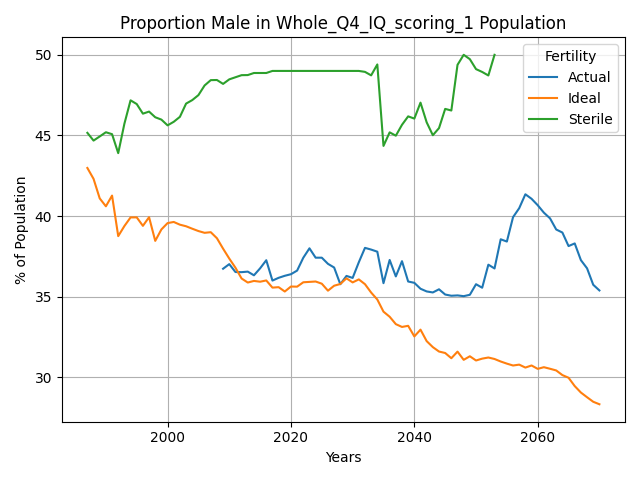 Proportion Male in Whole_Q4_IQ_scoring_1 Population
Fertility
Actual
Ideal
Sterile
% of Population
50
45
40
35
30
2000
2020
2040
2060
Years